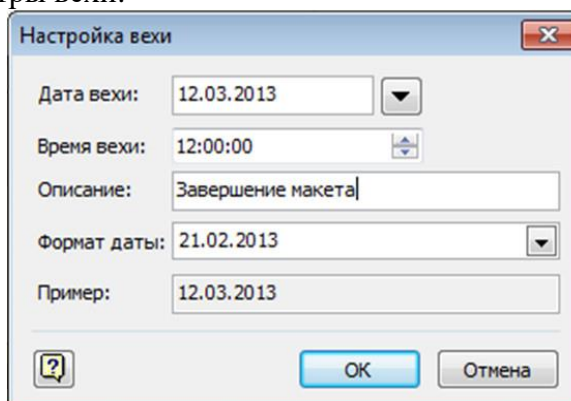 Настройка вехи
Дата вехи: 12.03.2013
Время вехи: 12:00:00
Описание: Завершение макета
Формат даты: 21.02.2013
Пример: 12.03.2013
ОК Отмена